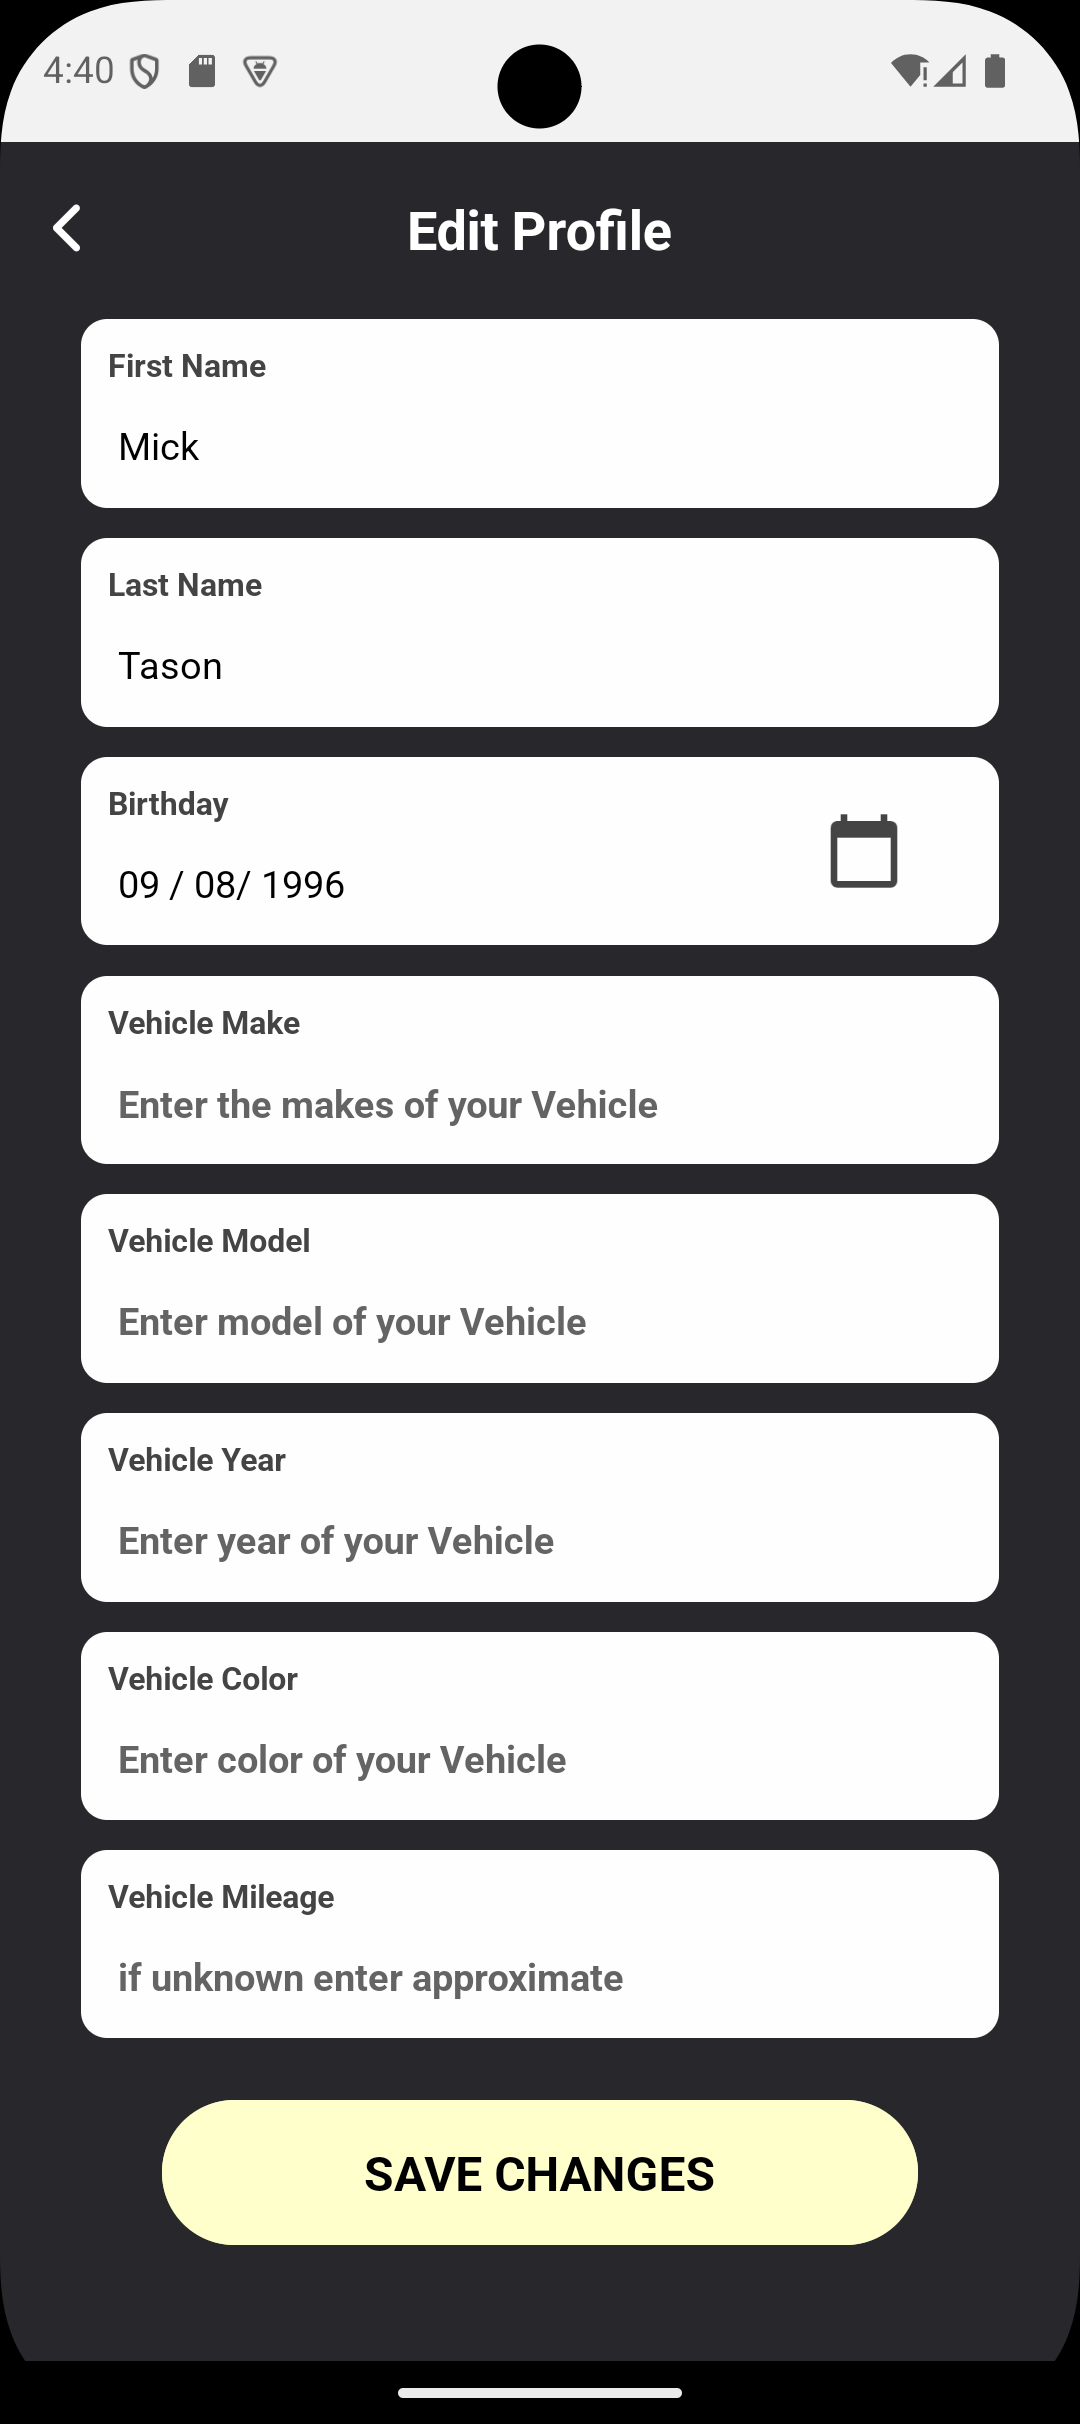 4:40
Edit Profile
First Name
Mick
Last Name
Tason
Birthday
09 / 08/ 1996
Vehicle Make
Enter the makes of your Vehicle
Vehicle Model
Enter model of your Vehicle
Vehicle Year
Enter year of your Vehicle
Vehicle Color
Enter color of your Vehicle
Vehicle Mileage
if unknown enter approximate
SAVE CHANGES